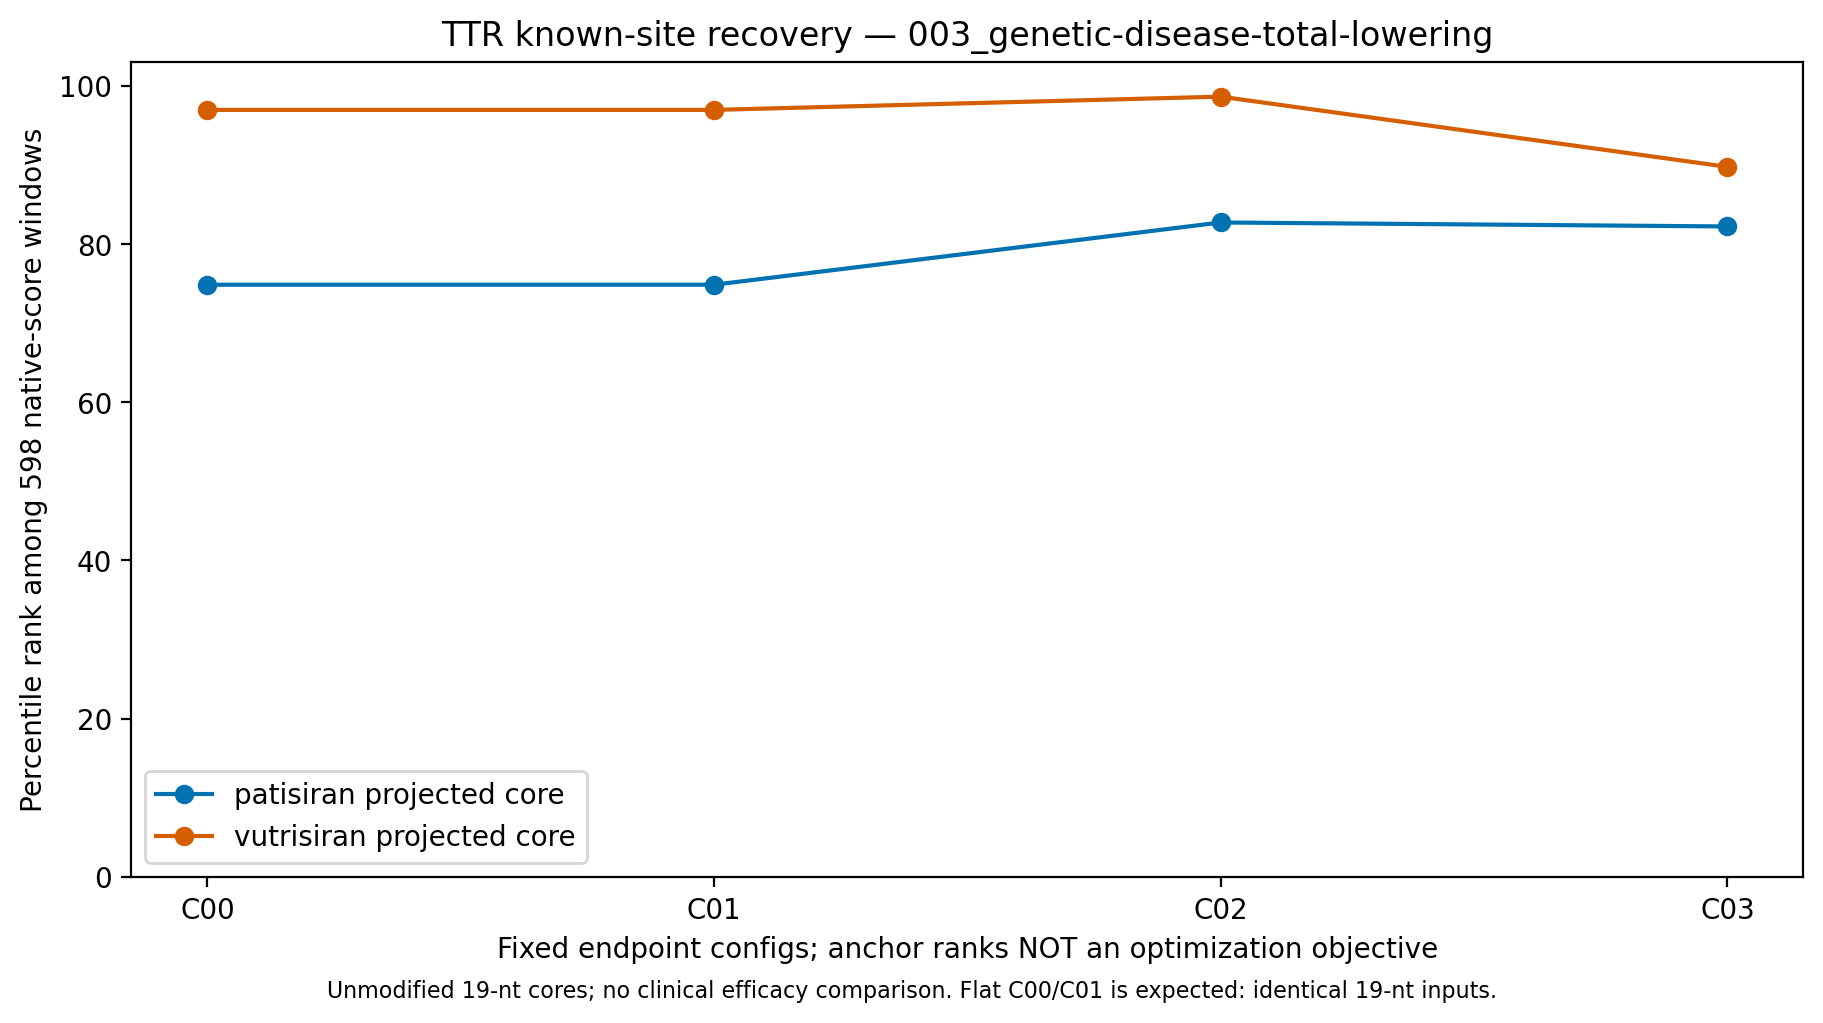 TTR known-site recovery — 003_genetic-disease-total-lowering
Percentile rank among 598 native-score windows
100
80
60
40
20
0
patisiran projected core
vutrisiran projected core
C00 C01 C02 C03
Fixed endpoint configs; anchor ranks NOT an optimization objective
Unmodified 19-nt cores; no clinical efficacy comparison. Flat C00/C01 is expected: identical 19-nt inputs.